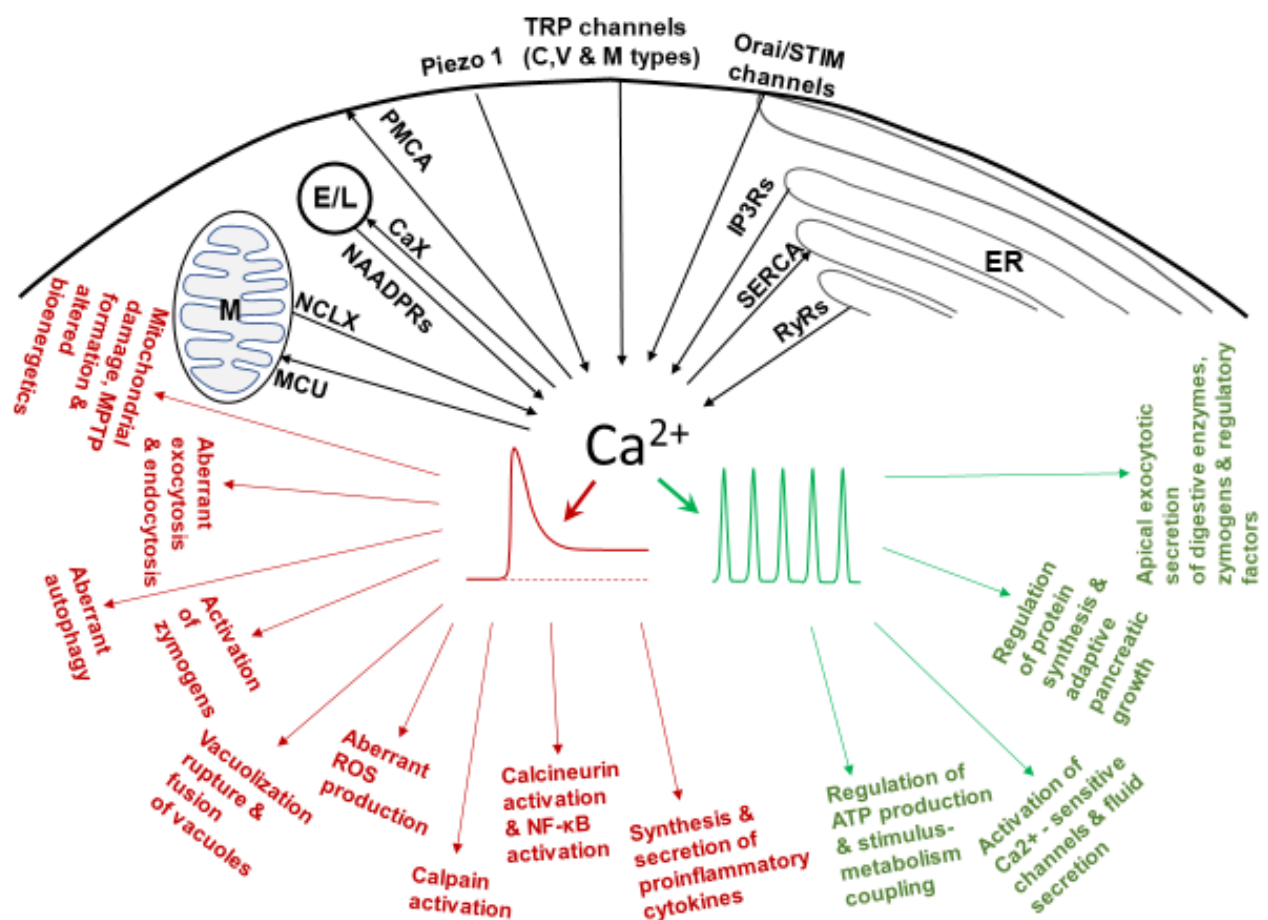 TRP channels
(C,V & M types)
Piezo 1
Orai/STIM
channels
PMCA
E/L
CaX
NAADPRs
IP3Rs
SERCA
RyRs
ER
M
NCLX
MCU
Ca2+
Mitochondrial
damage, MPTP
formation &
altered
bioenergetics
Aberrant
exocytosis
& endocytosis
Aberrant
autophagy
Activation
of
zymogens
Vacuolization
rupture &
fusion
of vacuoles
Aberrant
ROS
production
Calpain
activation
Calcineurin
activation
& NF-κB
activation
Synthesis &
secretion of
proinflammatory
cytokines
Regulation of
ATP production
& stimulus-
metabolism
coupling
Activation of
Ca2+ - sensitive
channels & fluid
secretion
Regulation
of protein
synthesis &
adaptive
pancreatic
growth
Apical exocytotic
secretion
of digestive enzymes,
zymogens & regulatory
factors